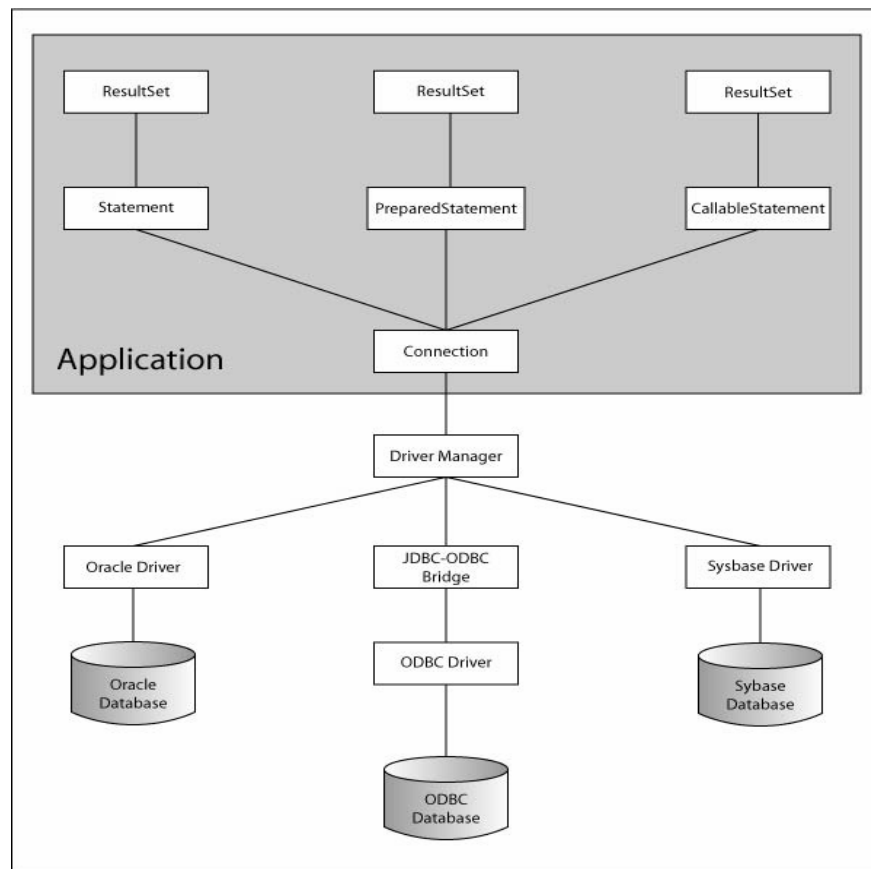 ResultSet
ResultSet
ResultSet
Statement
PreparedStatement
CallableStatement
Application
Connection
Driver Manager
Oracle Driver
JDBC-ODBC
Bridge
Sysbase Driver
Oracle
Database
ODBC Driver
Sybase
Database
ODBC
Database